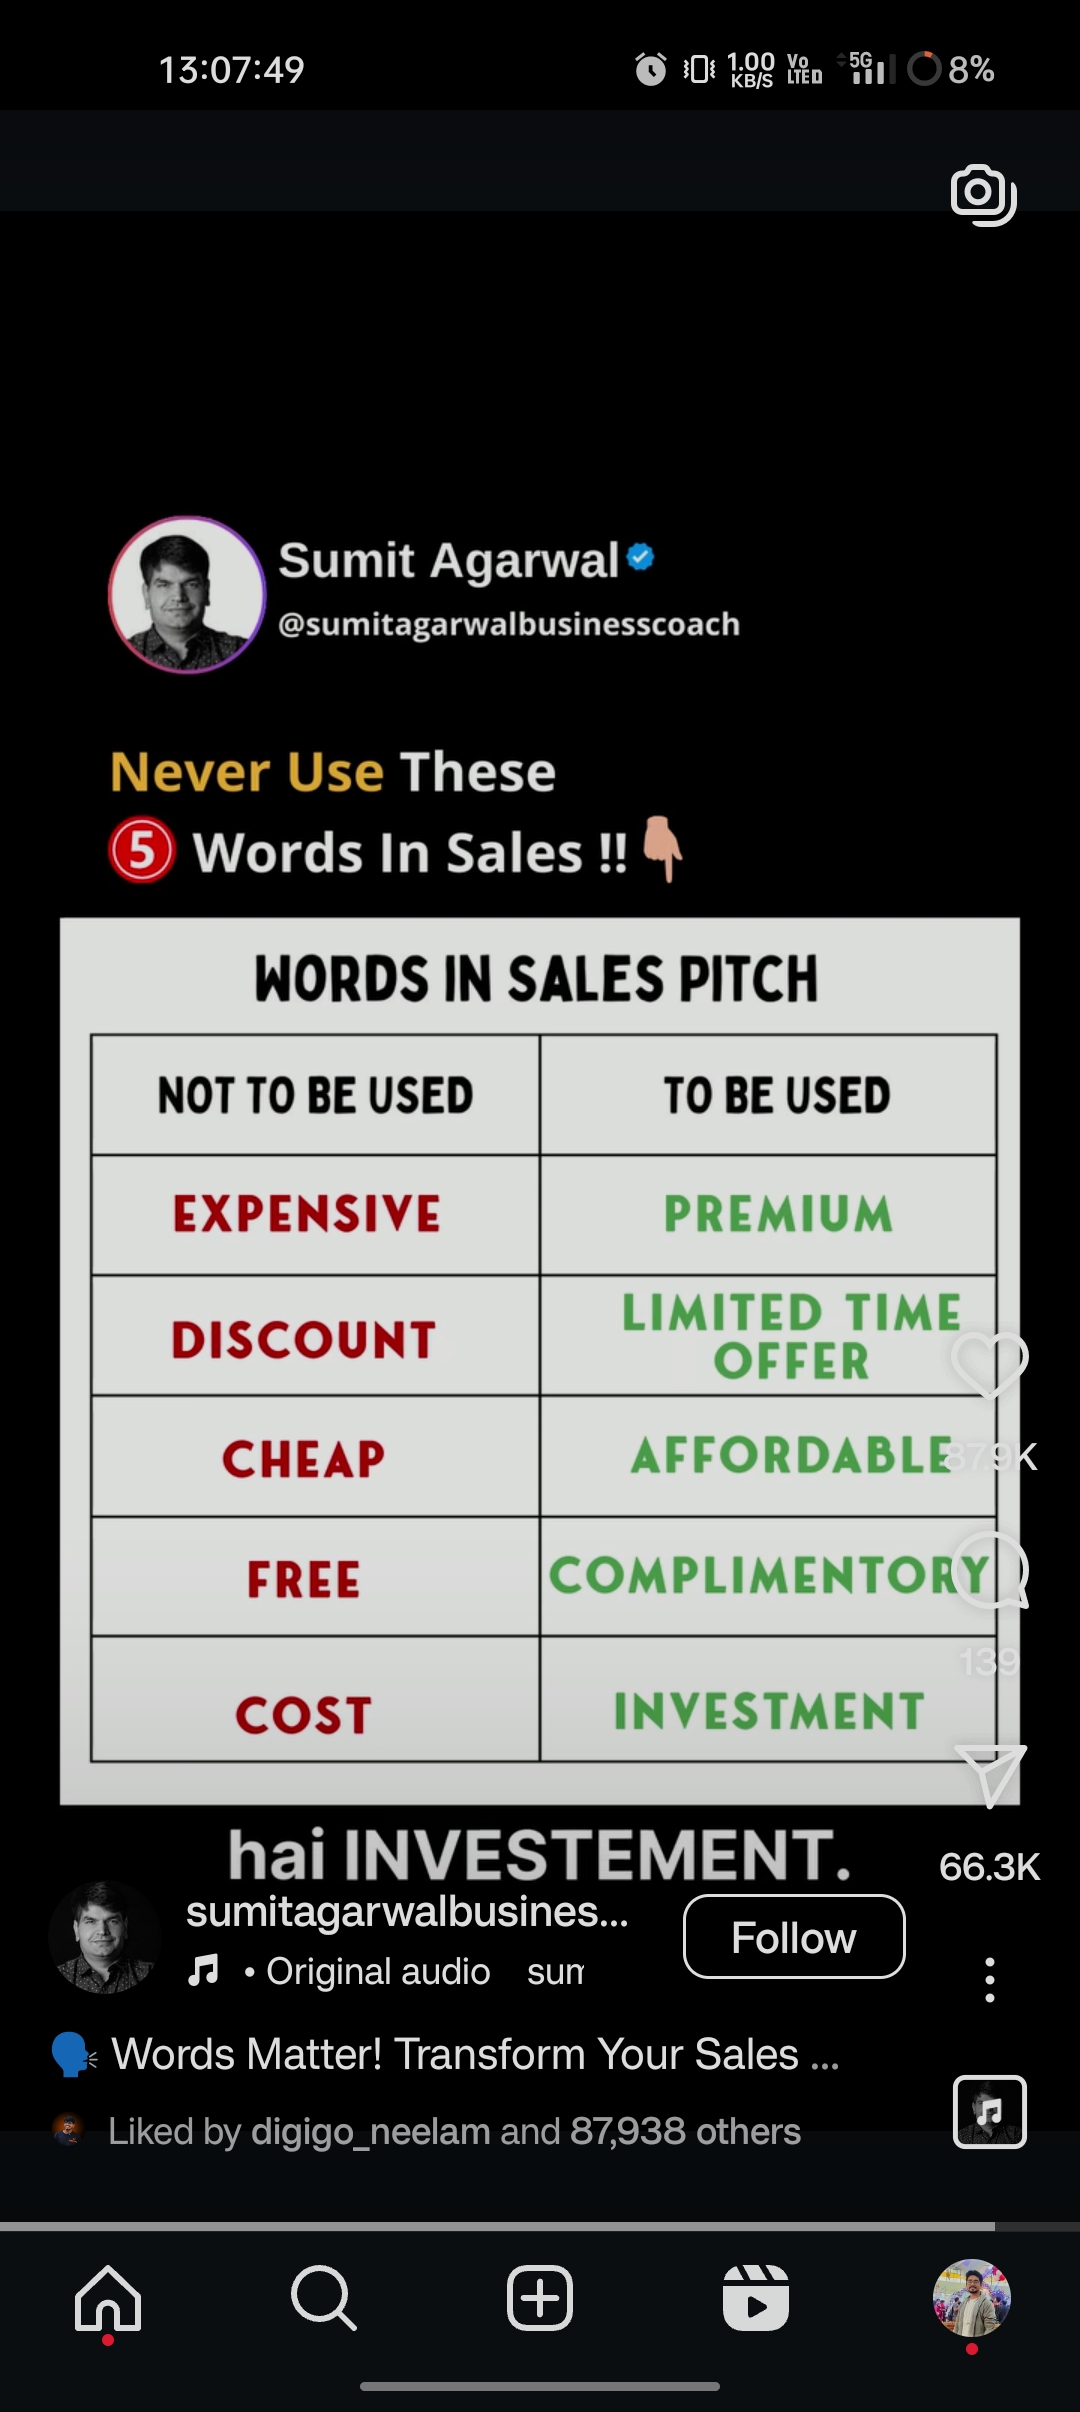 13:07:49
1.00 KB/S
Vo LTE
5G
8%
Sumit Agarwal
@sumitagarwalbusinesscoach
Never Use These
5 Words In Sales !!
WORDS IN SALES PITCH
NOT TO BE USED
TO BE USED
EXPENSIVE
PREMIUM
DISCOUNT
LIMITED TIME
OFFER
CHEAP
AFFORDABLE
87.9K
FREE
COMPLIMENTORY
139
COST
INVESTMENT
hai INVESTEMENT.
66.3K
sumitagarwalbusines...
Follow
• Original audio sum
Words Matter! Transform Your Sales ...
Liked by digigo_neelam and 87,938 others